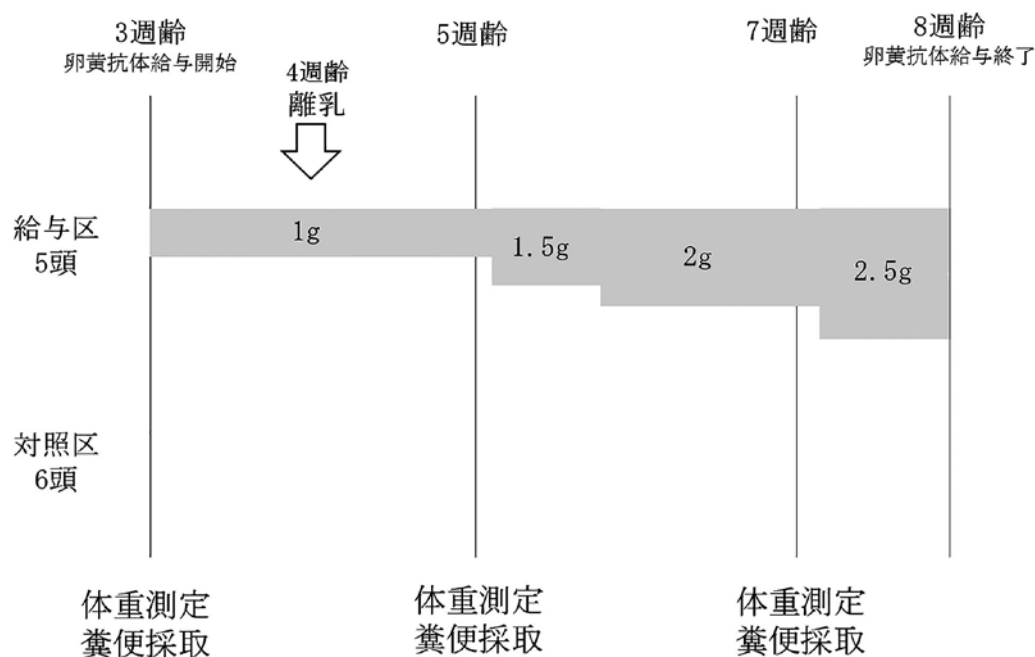 3週齢
卵黄抗体給与開始
5週齢
7週齢
8週齢
卵黄抗体給与終了
4週齢
離乳
給与区
5頭
1g
1.5g
2g
2.5g
対照区
6頭
体重測定
糞便採取
体重測定
糞便採取
体重測定
糞便採取